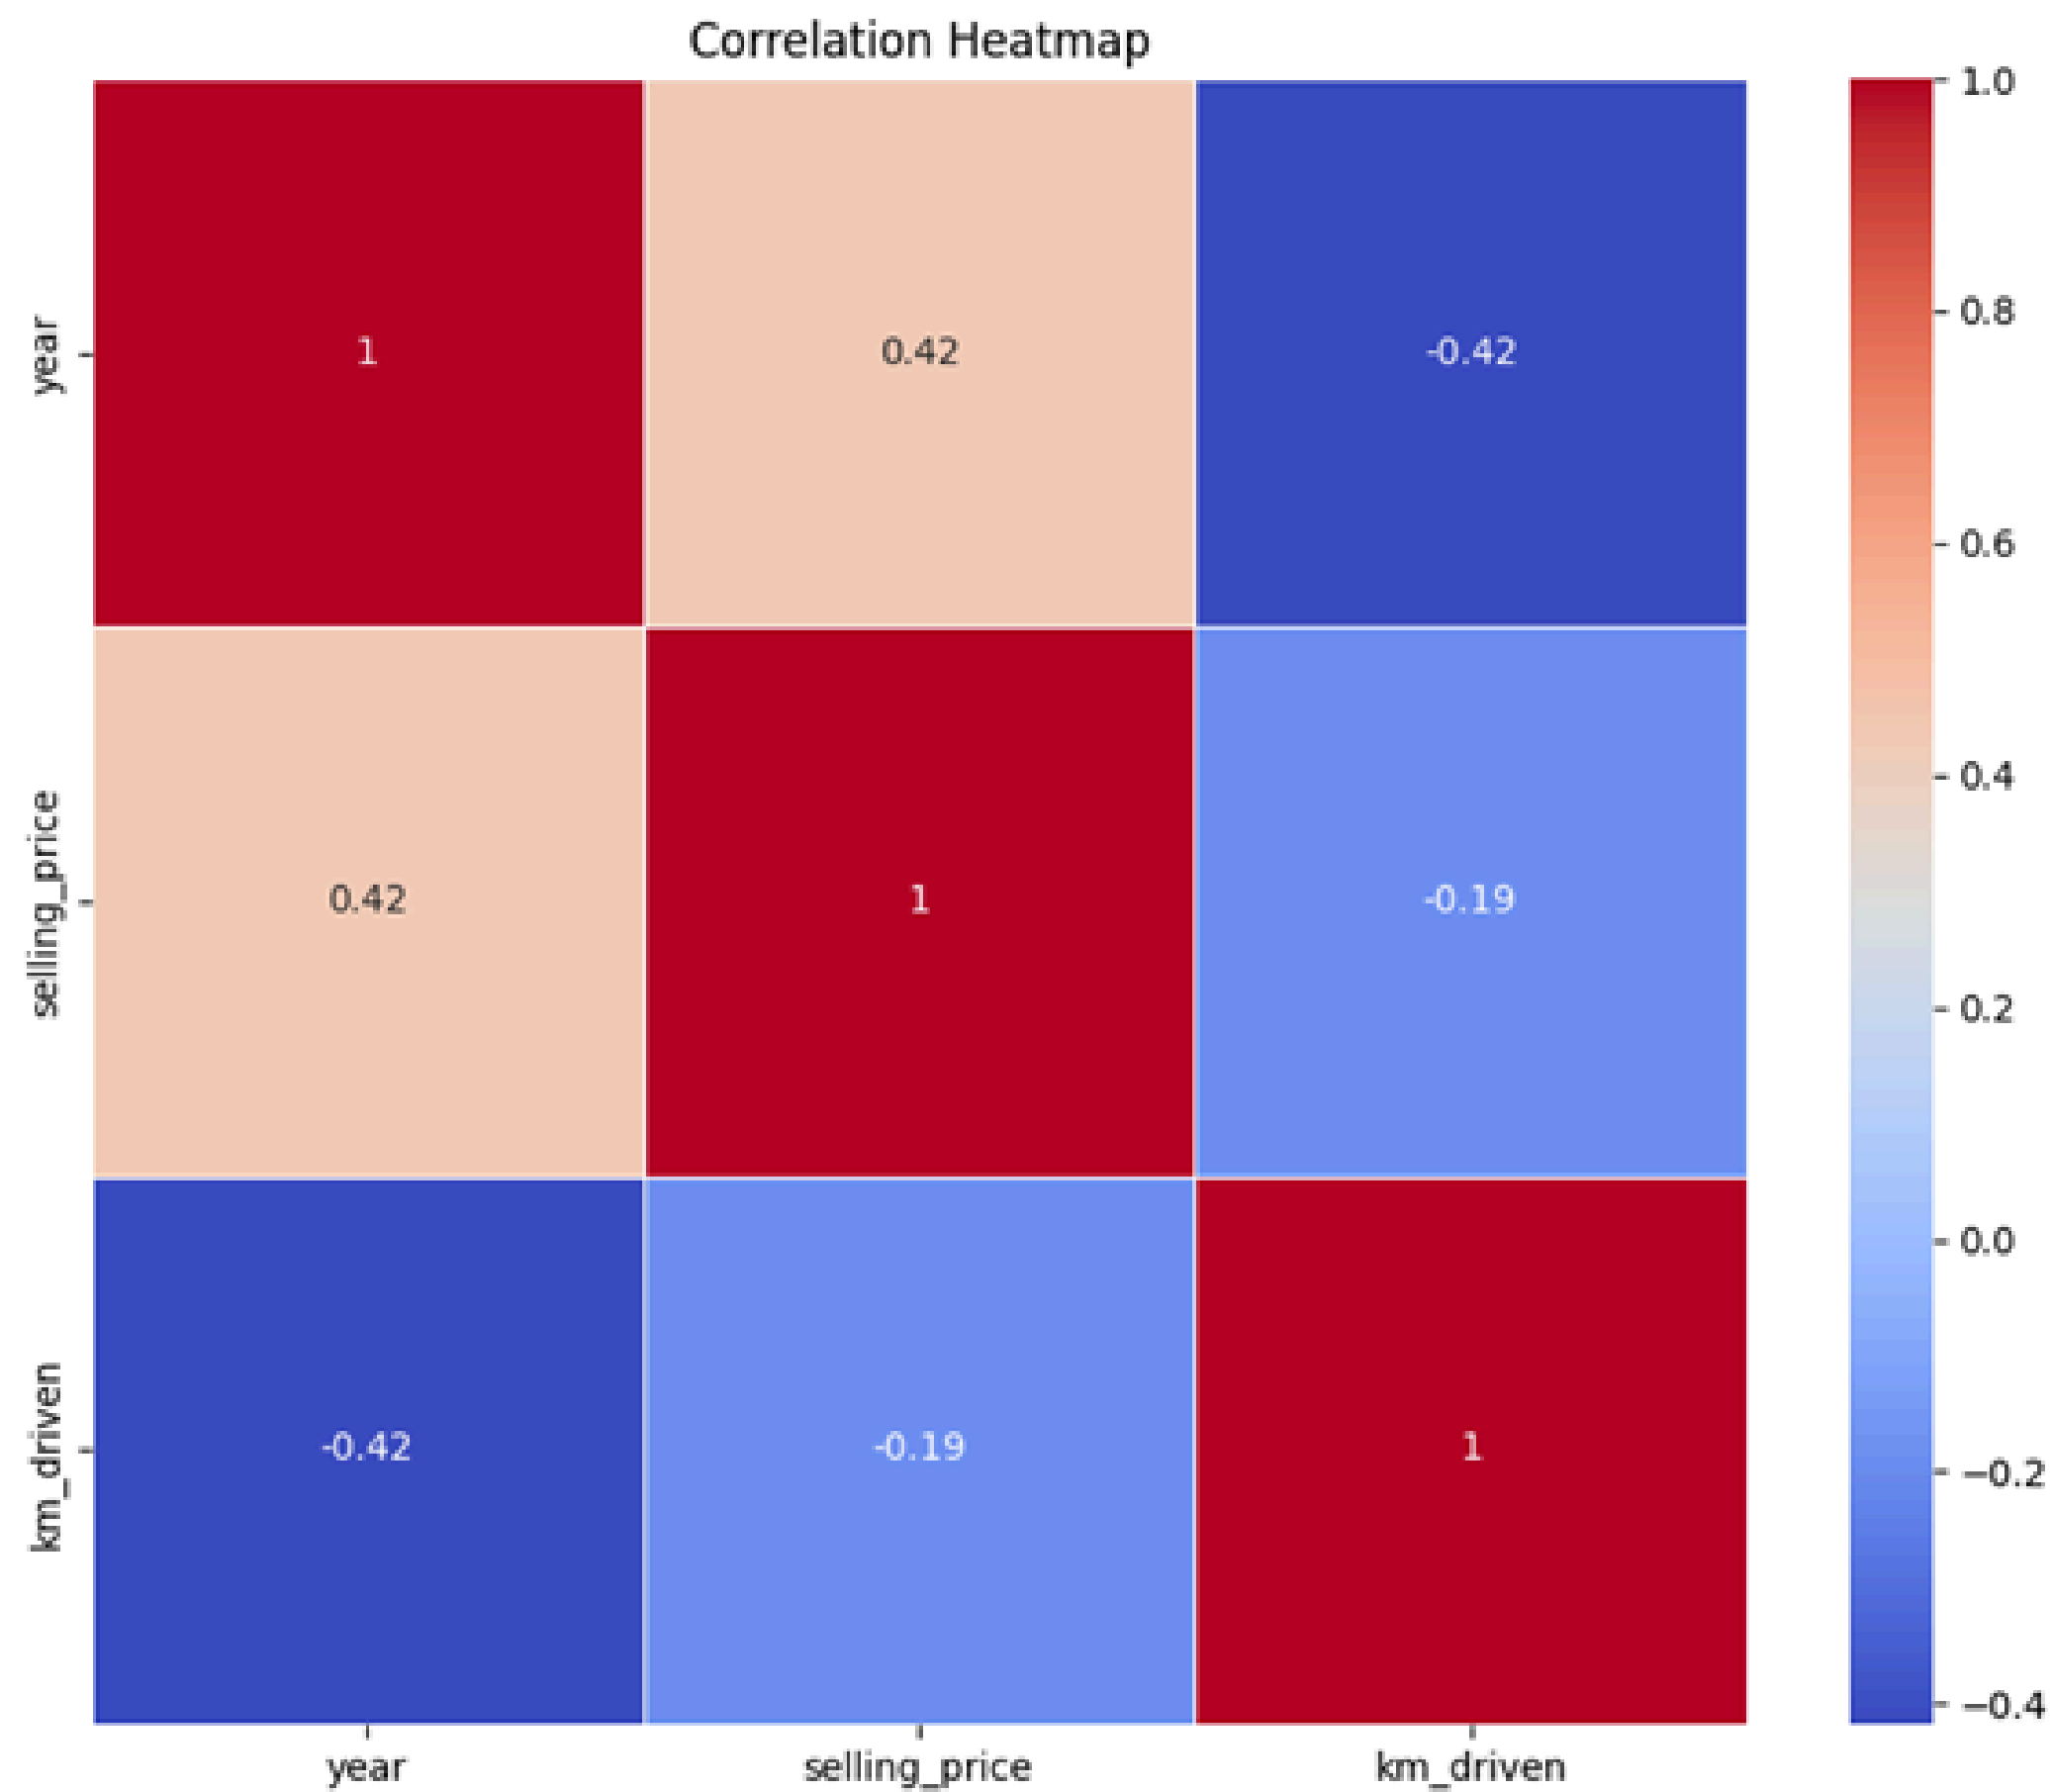 Correlation Heatmap
year
1
0.42
-0.42
selling_price
0.42
1
-0.19
km_driven
-0.42
-0.19
1
year
selling_price
km_driven
1.0
0.8
0.6
0.4
0.2
0.0
−0.2
−0.4